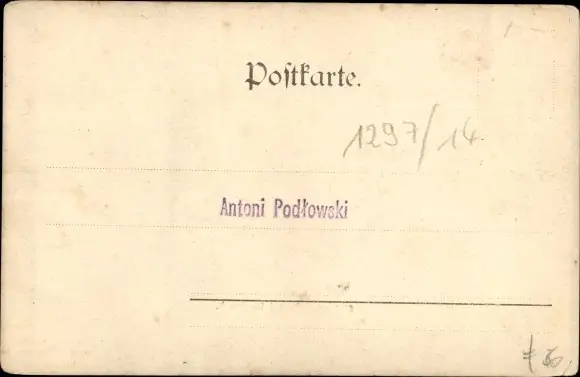 Poſtkarte.
1297/14
Antoni Podłowski